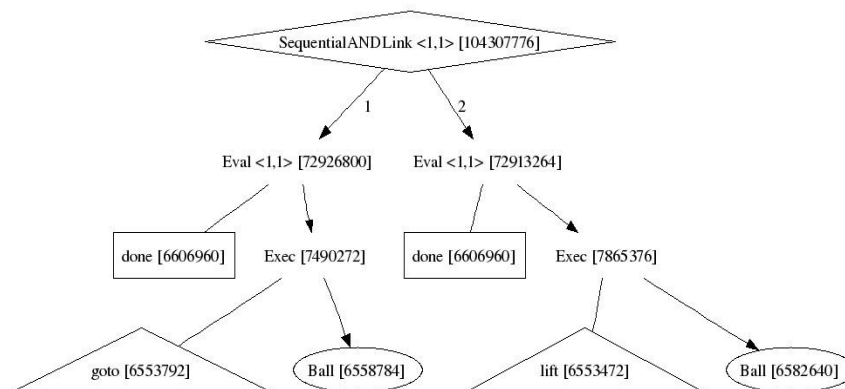 SequentialANDLink <1,1> [104307776]
1
2
Eval <1,1> [72926800]
Eval <1,1> [72913264]
done [6606960]
Exec [7490272]
done [6606960]
Exec [7865376]
goto [6553792]
Ball [6558784]
lift [6553472]
Ball [6582640]